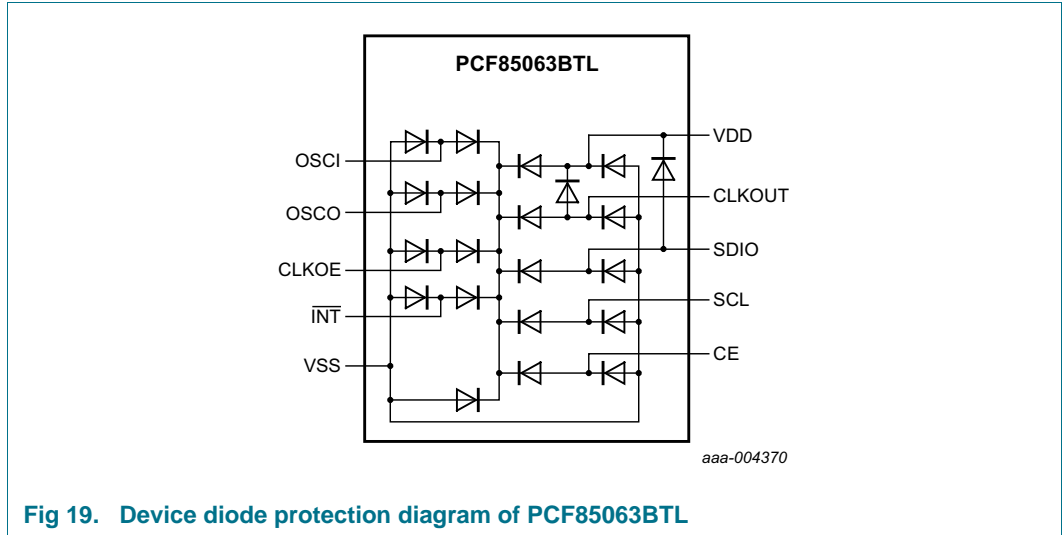 PCF85063BTL
OSCI
OSCO
CLKOE
INT
VSS
VDD
CLKOUT
SDIO
SCL
CE
aaa-004370
Fig 19. Device diode protection diagram of PCF85063BTL